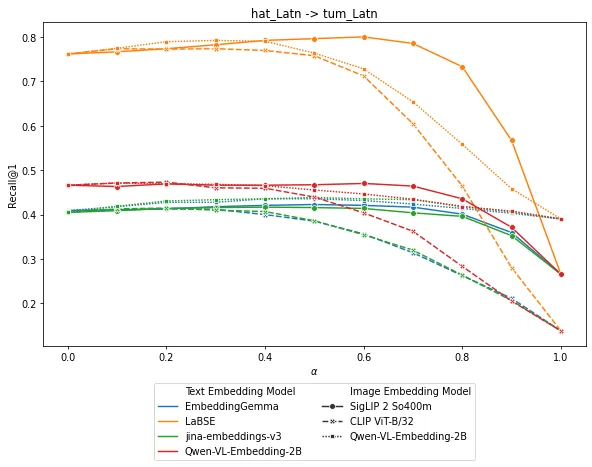 hat_Latn -> tum_Latn
Recall@1
0.8
0.7
0.6
0.5
0.4
0.3
0.2
0.0 0.2 0.4 0.6 0.8 1.0
α
Text Embedding Model
EmbeddingGemma
LaBSE
jina-embeddings-v3
Qwen-VL-Embedding-2B
Image Embedding Model
SigLIP 2 So400m
CLIP ViT-B/32
Qwen-VL-Embedding-2B